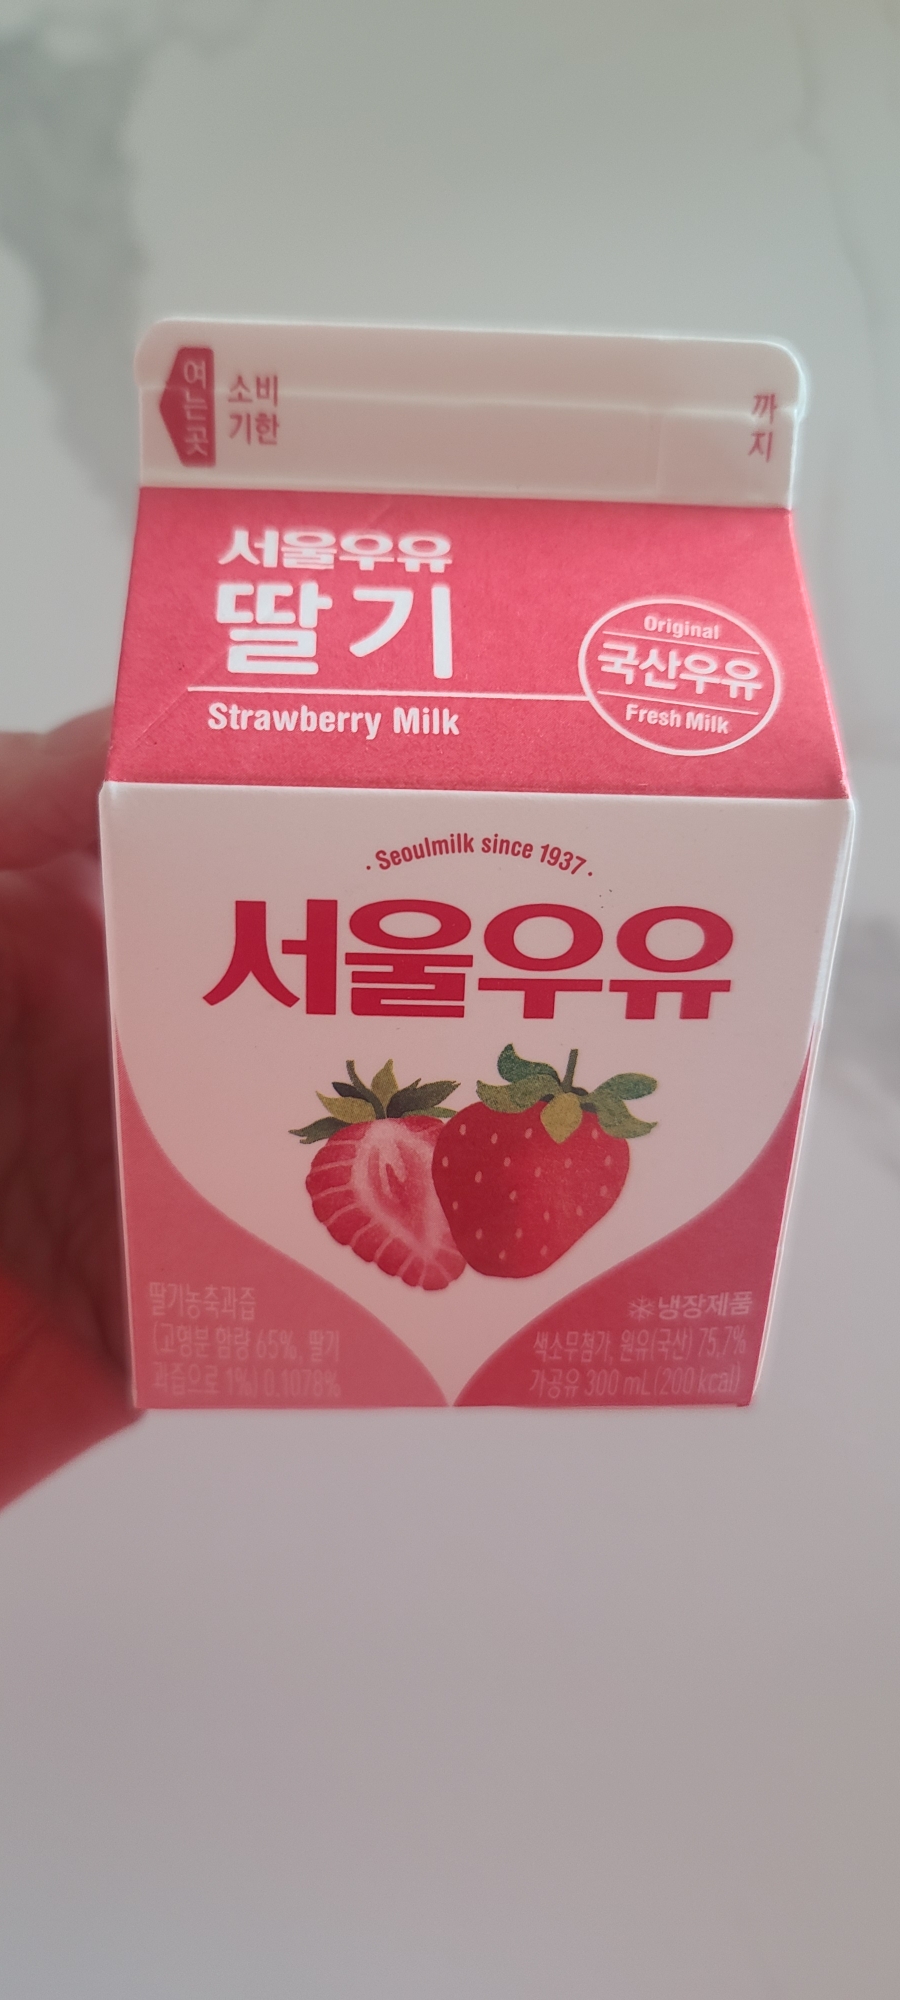 여는곳
소비
기한
까
지
서울우유
딸기
Strawberry Milk
Original
국산우유
Fresh Milk
· Seoulmilk since 1937 ·
서울우유
딸기농축과즙
(고형분 함량 65%, 딸기
과즙으로 1%) 0.1078%
냉장제품
색소무첨가, 원유(국산) 75.7%
가공유 300 mL (200 kcal)